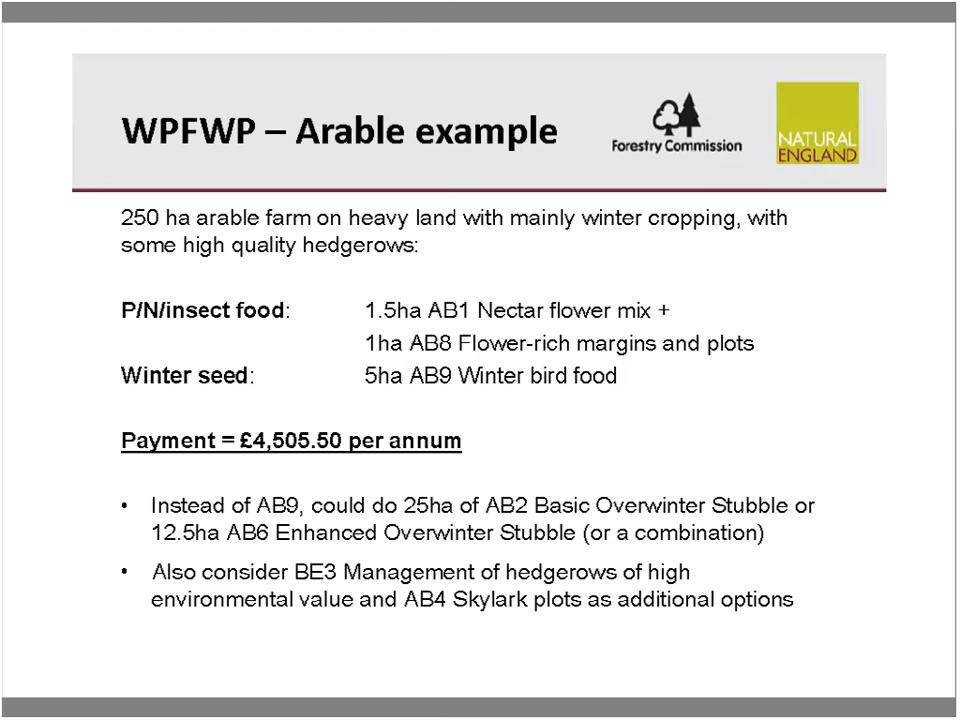 WPFWP – Arable example
Forestry Commission
NATURAL
ENGLAND
250 ha arable farm on heavy land with mainly winter cropping, with
some high quality hedgerows:
P/N/insect food: 1.5ha AB1 Nectar flower mix +
1ha AB8 Flower-rich margins and plots
Winter seed: 5ha AB9 Winter bird food
Payment = £4,505.50 per annum
• Instead of AB9, could do 25ha of AB2 Basic Overwinter Stubble or
12.5ha AB6 Enhanced Overwinter Stubble (or a combination)
• Also consider BE3 Management of hedgerows of high
environmental value and AB4 Skylark plots as additional options